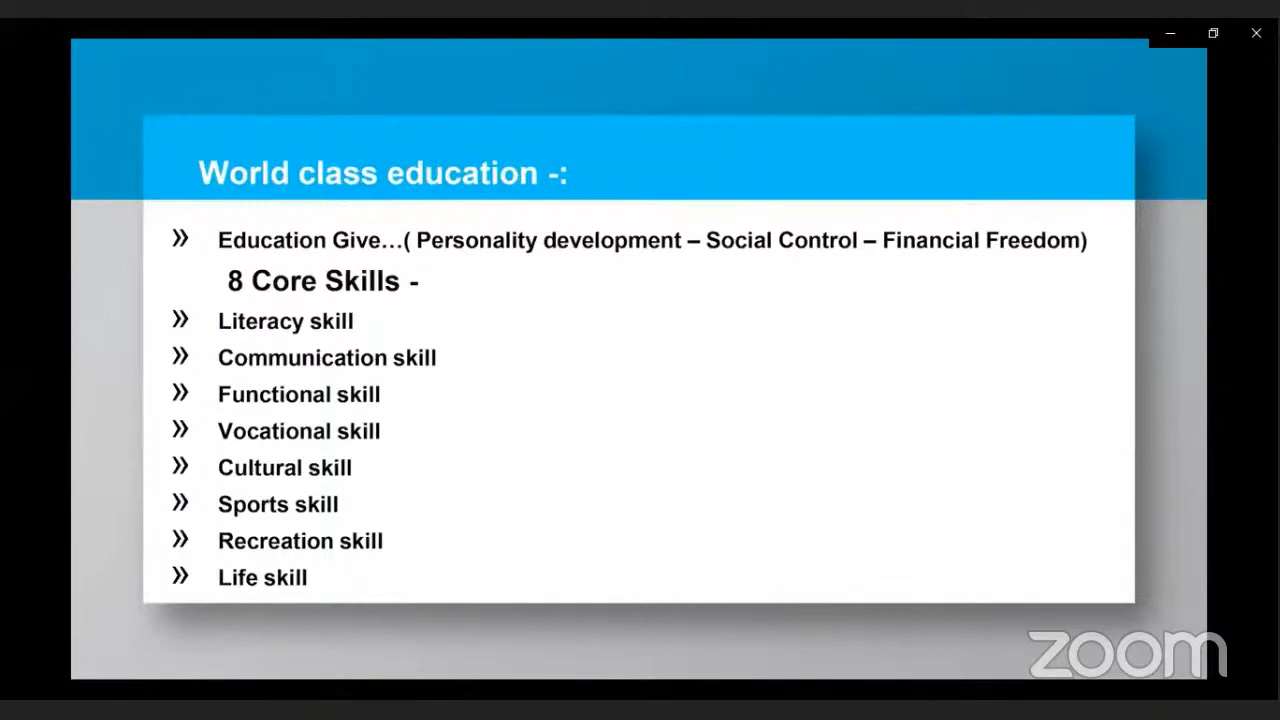 World class education -:
» Education Give...( Personality development – Social Control – Financial Freedom)
8 Core Skills -
» Literacy skill
» Communication skill
» Functional skill
» Vocational skill
» Cultural skill
» Sports skill
» Recreation skill
» Life skill
zoom